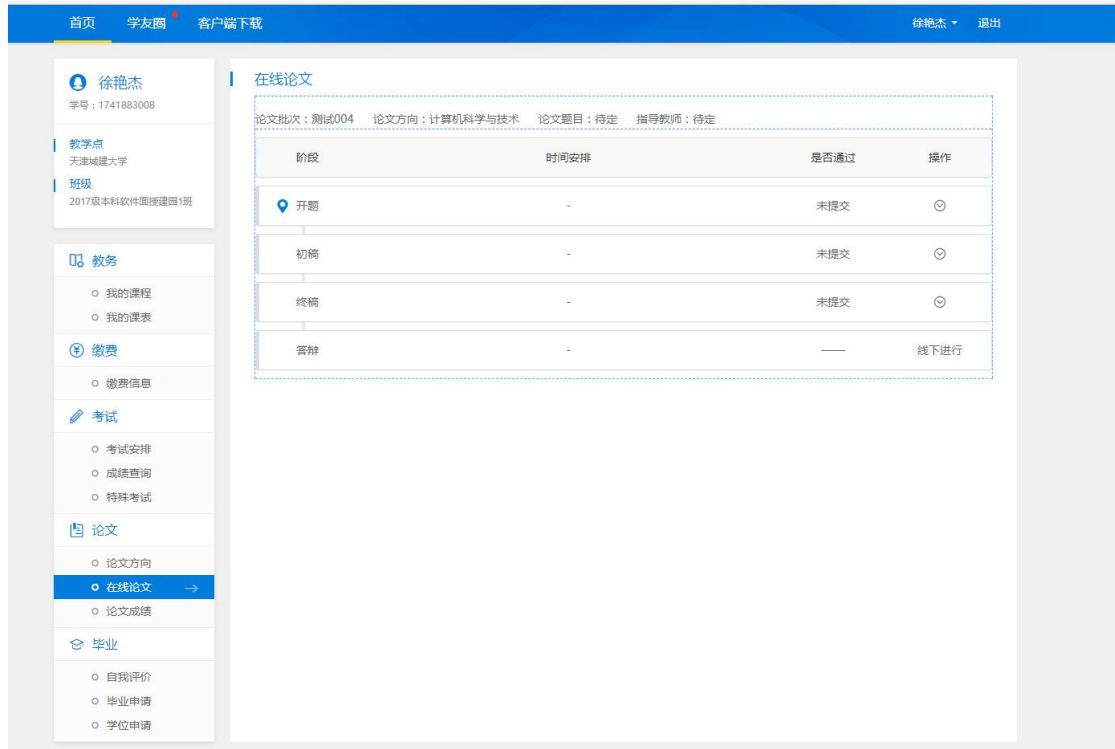 首页 学友圈 客户端下载 徐艳杰 退出
徐艳杰
学号：1741883008
教学点
天津城建大学
班级
2017级本科软件面授建园1班
教务
我的课程
我的课表
缴费
缴费信息
考试
考试安排
成绩查询
特殊考试
论文
论文方向
在线论文
论文成绩
毕业
自我评价
毕业申请
学位申请
在线论文
论文批次：测试004 论文方向：计算机科学与技术 论文题目：待定 指导教师：待定
阶段 时间安排 是否通过 操作
开题 - 未提交
初稿 - 未提交
终稿 - 未提交
答辩 - —— 线下进行